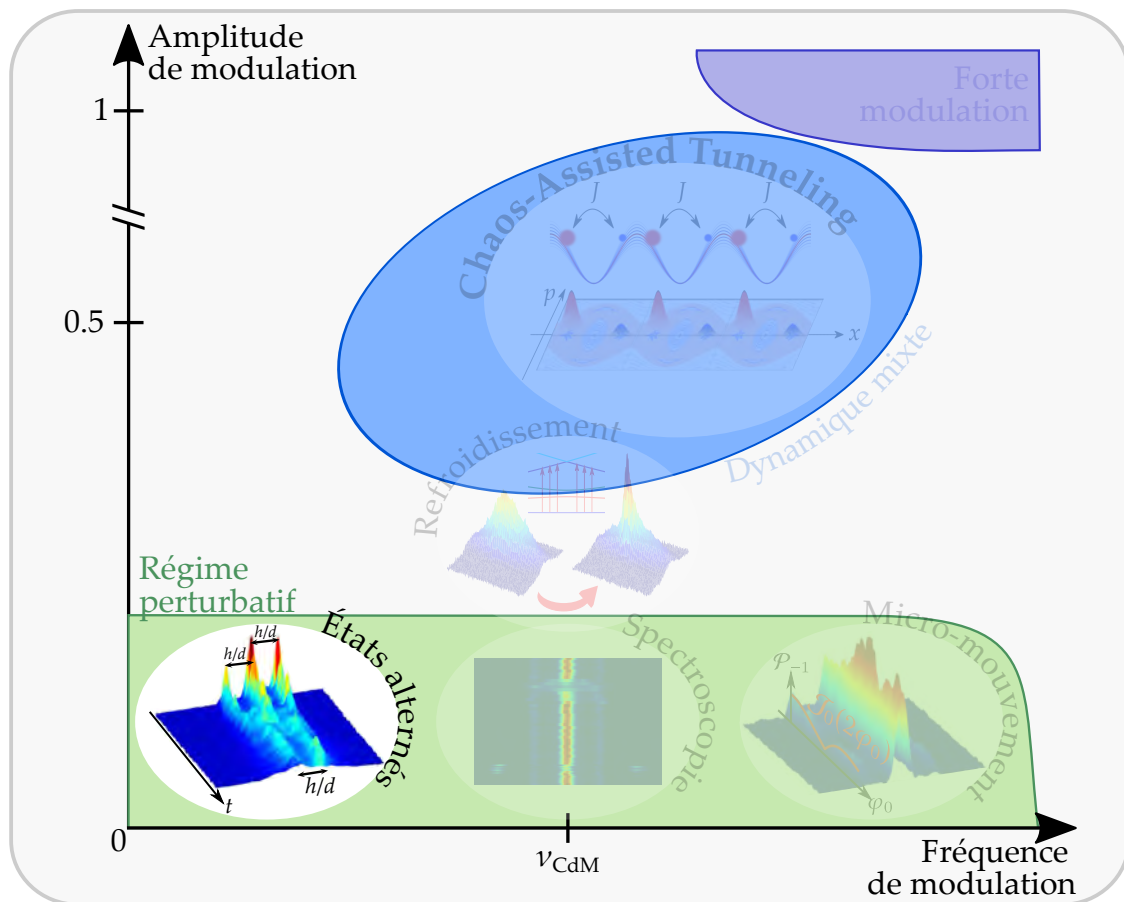 Amplitude
de modulation
1
Forte
modulation
Chaos-Assisted Tunneling
J
J
J
p
x
0.5
Dynamique mixte
Refroidissement
Régime
perturbatif
États alternés
h/d
h/d
h/d
t
Spectroscopie
Micro-mouvement
𝒫₋₁
φ₀
0
ν_CdM
Fréquence
de modulation